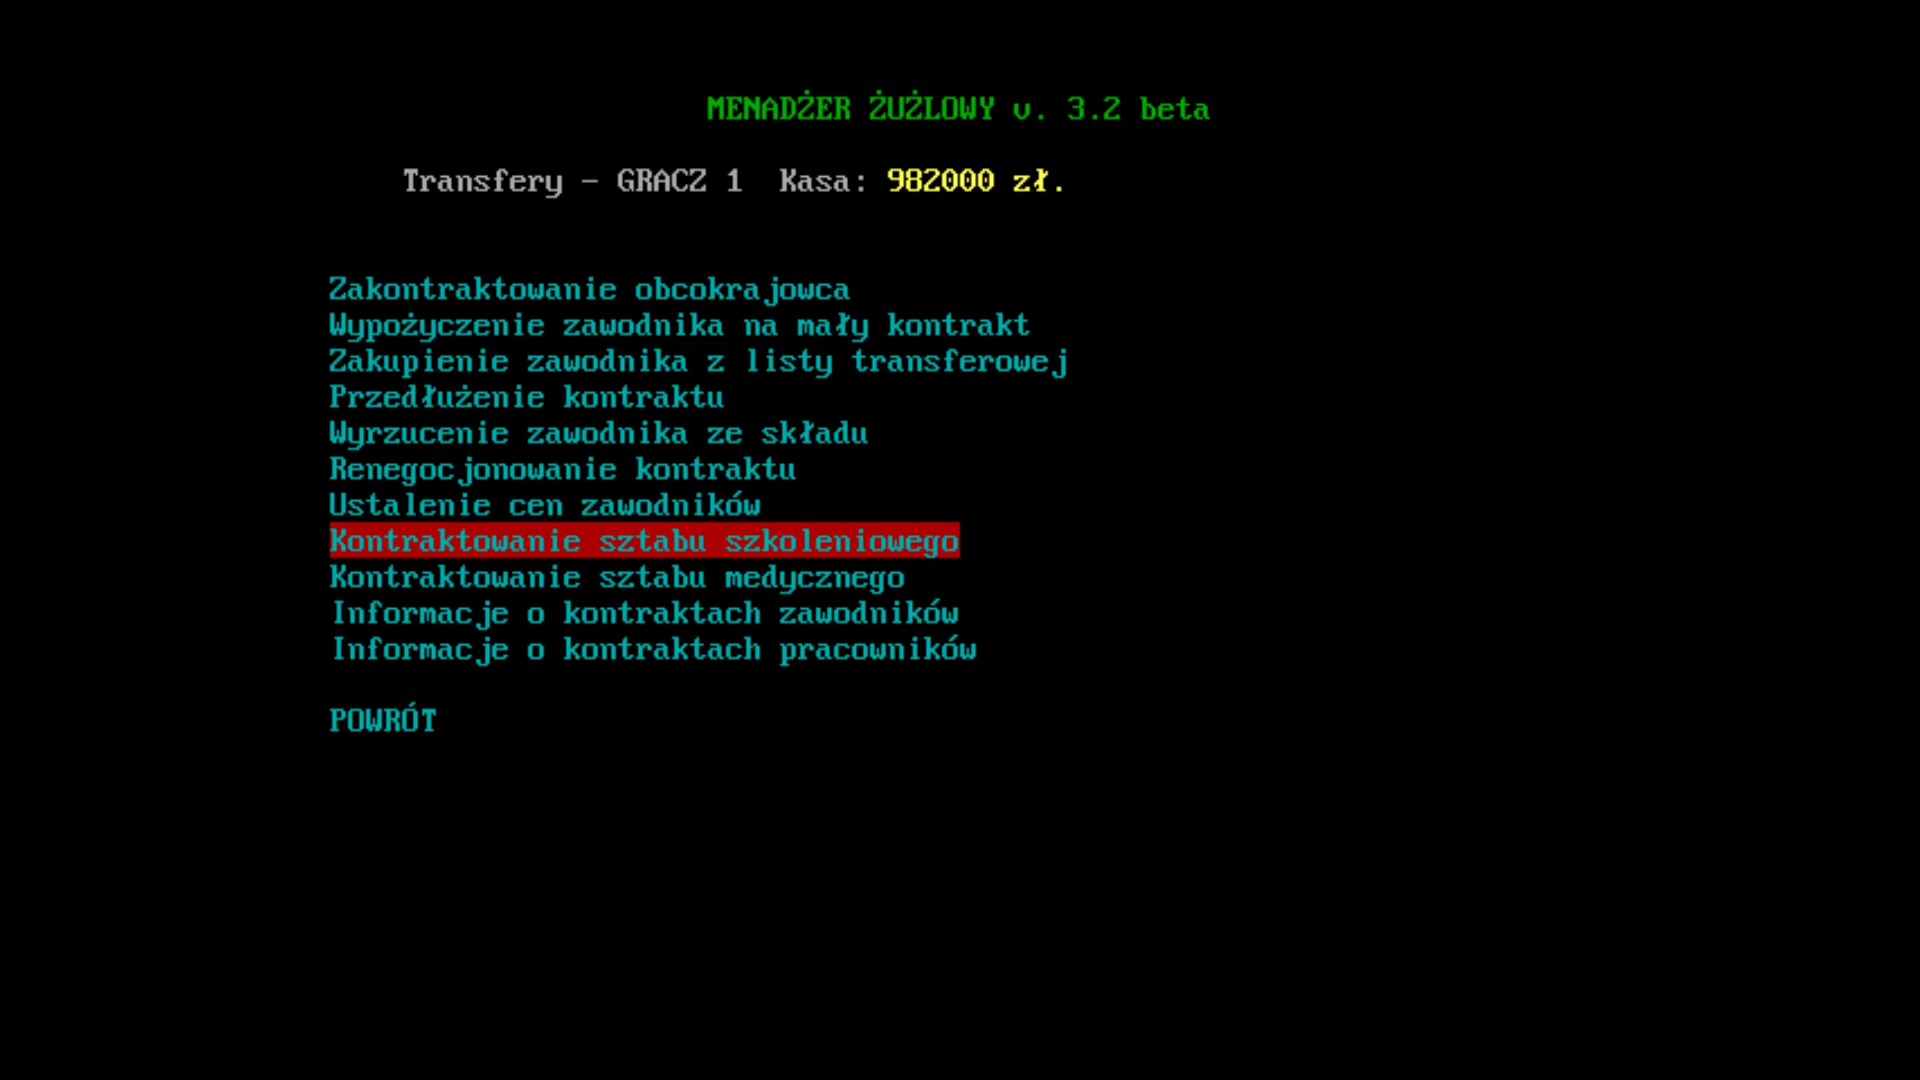 MENADŻER ŻUŻLOWY v. 3.2 beta
Transfery - GRACZ 1 Kasa: 982000 zł.
Zakontraktowanie obcokrajowca
Wypożyczenie zawodnika na mały kontrakt
Zakupienie zawodnika z listy transferowej
Przedłużenie kontraktu
Wyrzucenie zawodnika ze składu
Renegocjonowanie kontraktu
Ustalenie cen zawodników
Kontraktowanie sztabu szkoleniowego
Kontraktowanie sztabu medycznego
Informacje o kontraktach zawodników
Informacje o kontraktach pracowników
POWRÓT